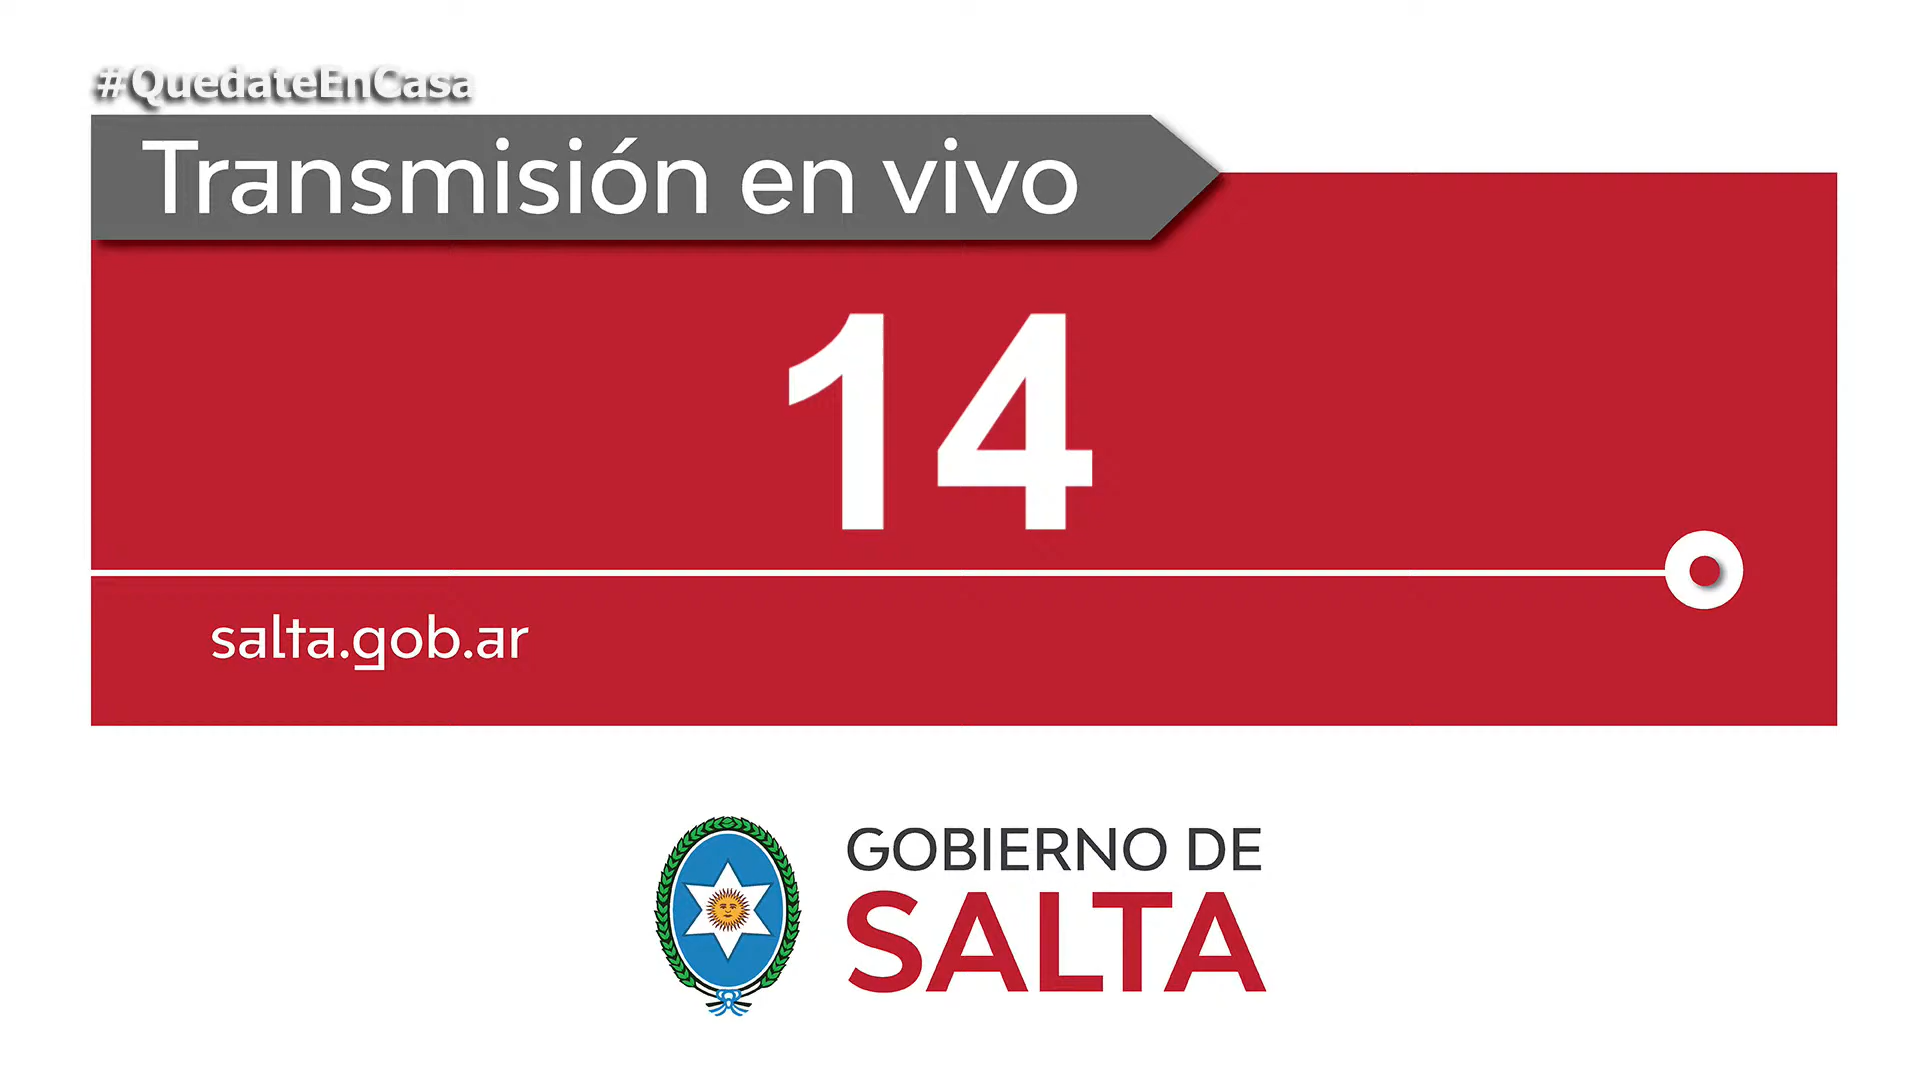 #QuedateEnCasa
Transmisión en vivo
14
salta.gob.ar
GOBIERNO DE
SALTA